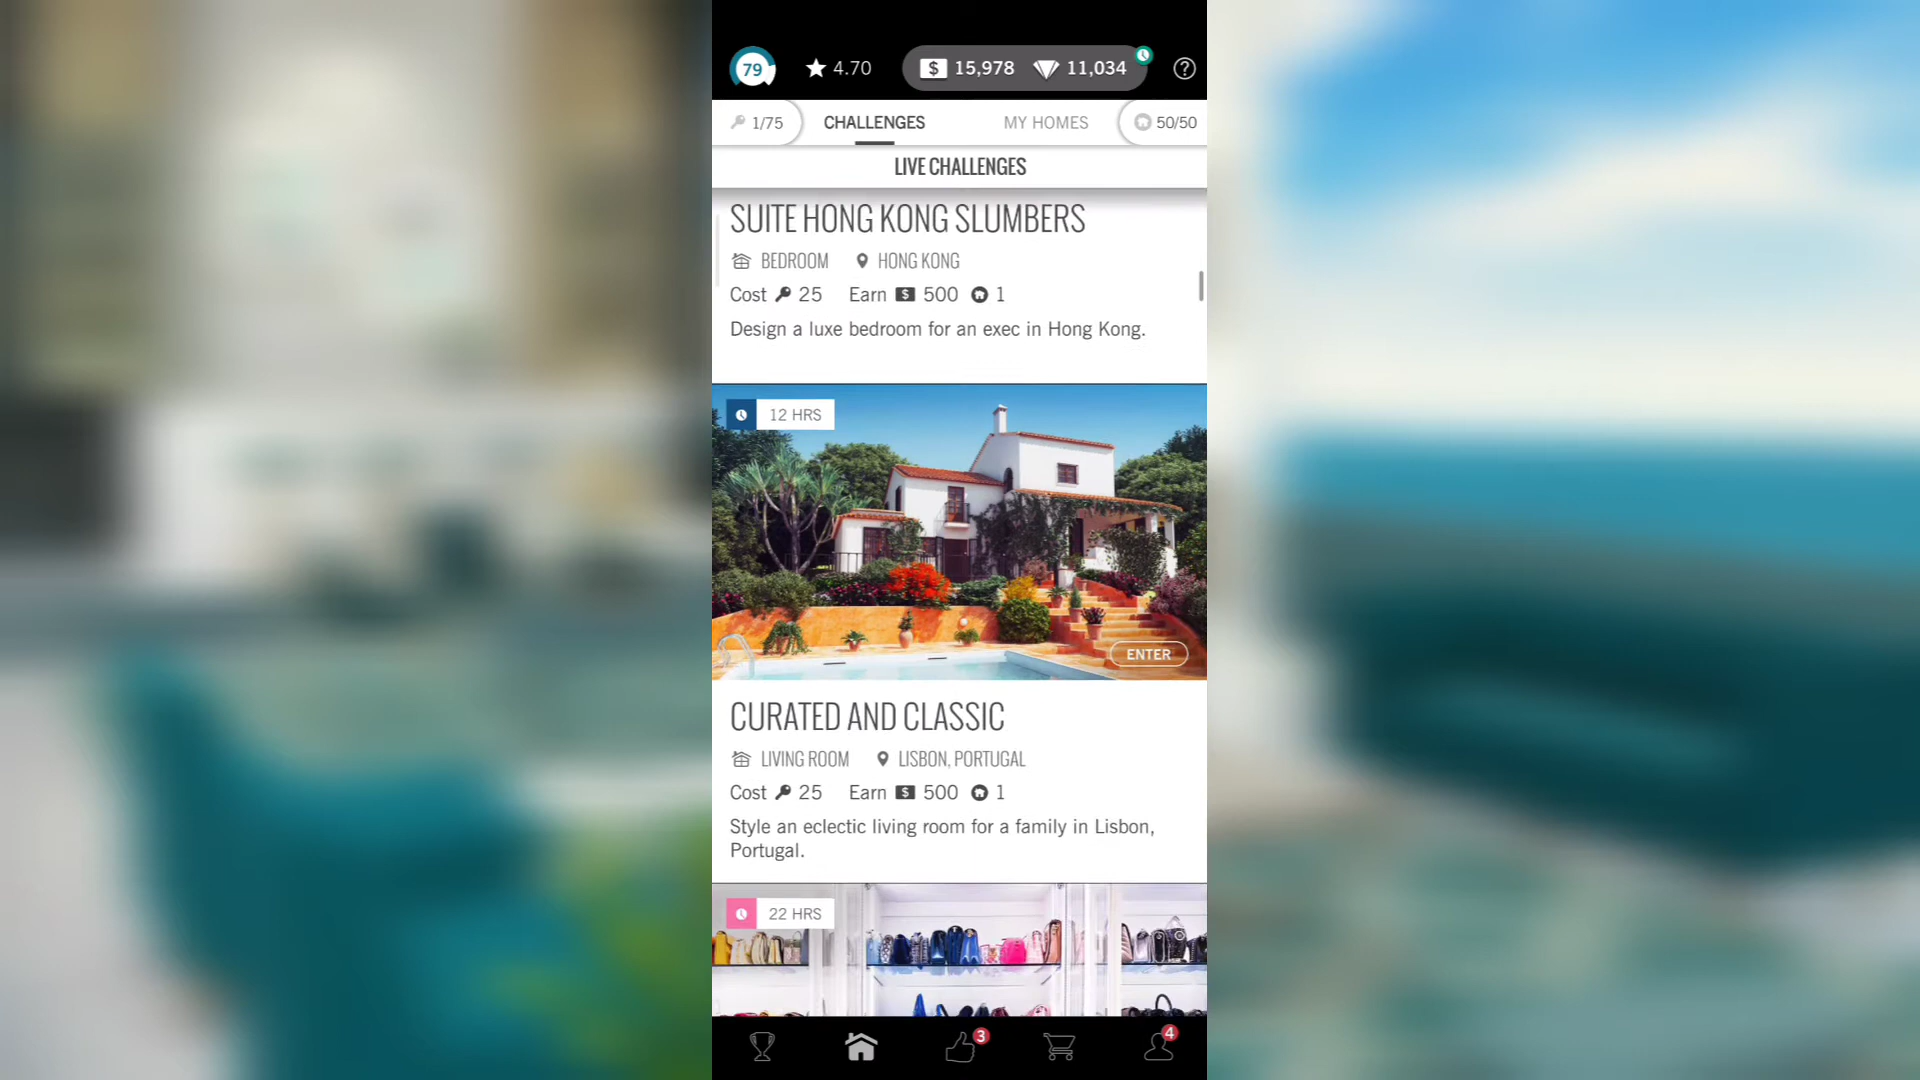 79
4.70
$ 15,978
11,034
?
1/75
CHALLENGES
MY HOMES
50/50
LIVE CHALLENGES
SUITE HONG KONG SLUMBERS
BEDROOM
HONG KONG
Cost 25
Earn $ 500 1
Design a luxe bedroom for an exec in Hong Kong.
12 HRS
ENTER
CURATED AND CLASSIC
LIVING ROOM
LISBON, PORTUGAL
Cost 25
Earn $ 500 1
Style an eclectic living room for a family in Lisbon,
Portugal.
22 HRS
3
4